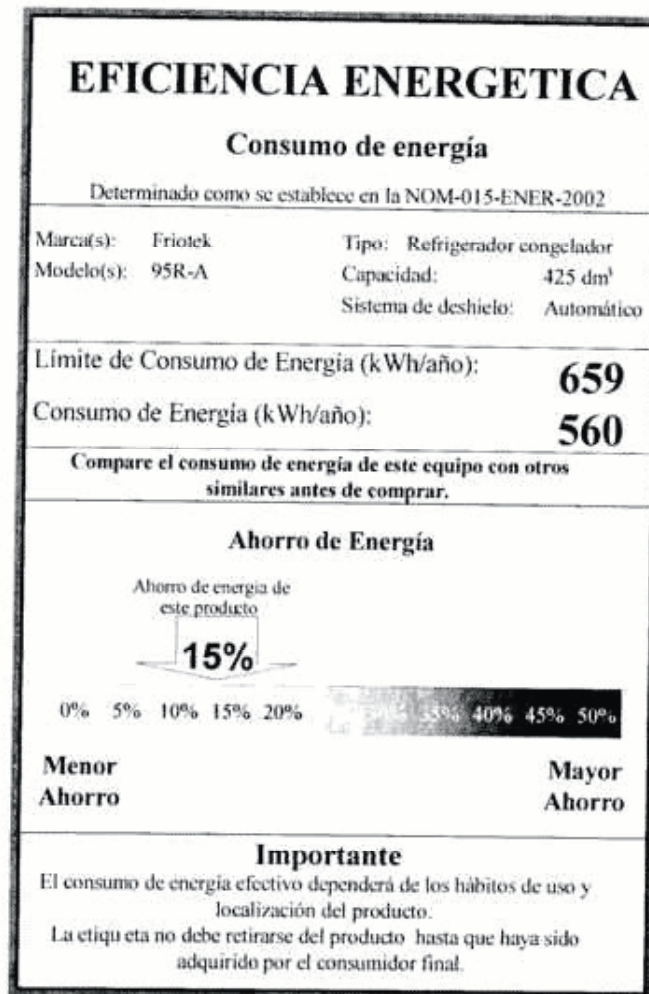 EFICIENCIA ENERGETICA
Consumo de energía
Determinado como se establece en la NOM-015-ENER-2002
Marca(s): Friotek Tipo: Refrigerador congelador
Modelo(s): 95R-A Capacidad: 425 dm³
Sistema de deshielo: Automático
Límite de Consumo de Energía (kWh/año): 659
Consumo de Energía (kWh/año): 560
Compare el consumo de energía de este equipo con otros
similares antes de comprar.
Ahorro de Energía
Ahorro de energia de
este producto
15%
0% 5% 10% 15% 20% 35% 40% 45% 50%
Menor Mayor
Ahorro Ahorro
Importante
El consumo de energía efectivo dependerá de los hábitos de uso y
localización del producto.
La etiqu eta no debe retirarse del producto hasta que haya sido
adquirido por el consumidor final.